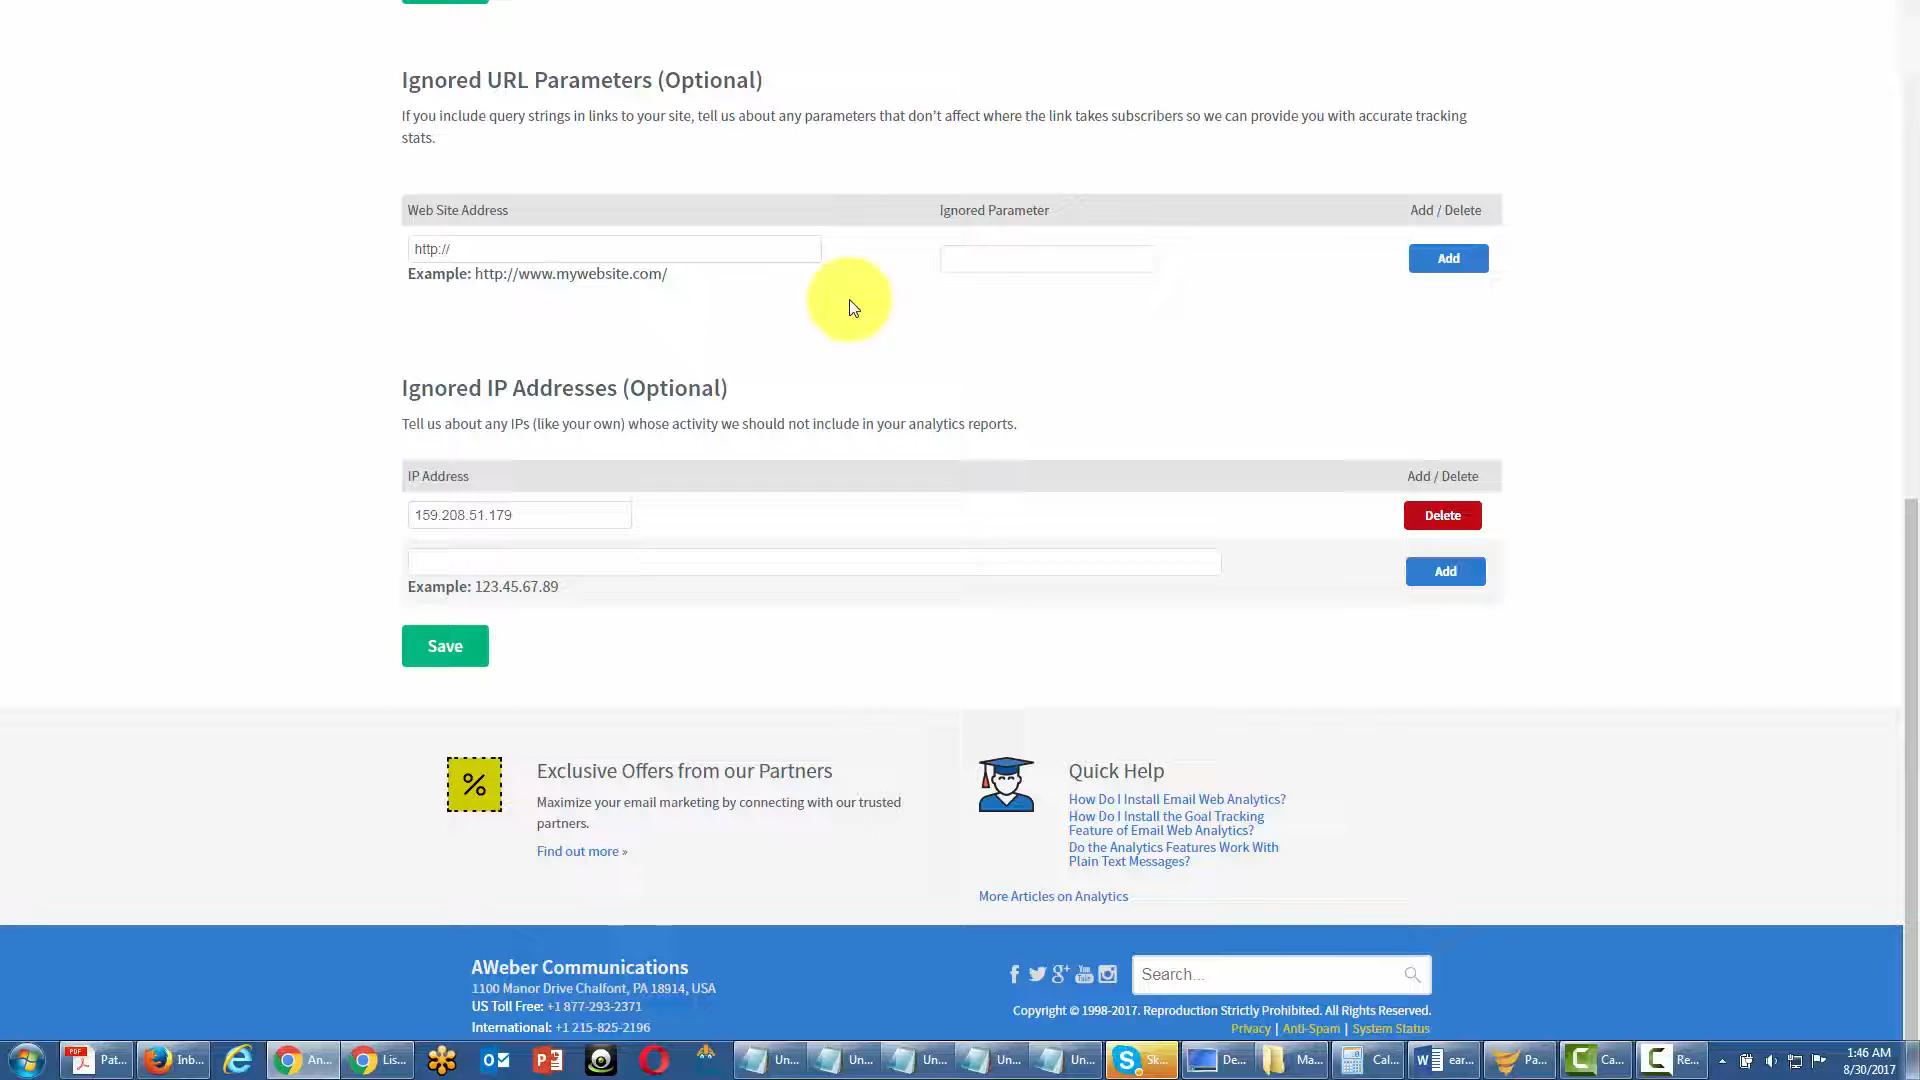 Ignored URL Parameters (Optional)
If you include query strings in links to your site, tell us about any parameters that don't affect where the link takes subscribers so we can provide you with accurate tracking
stats.
Web Site Address Ignored Parameter Add / Delete
http://
Add
Example: http://www.mywebsite.com/
Ignored IP Addresses (Optional)
Tell us about any IPs (like your own) whose activity we should not include in your analytics reports.
IP Address Add / Delete
159.208.51.179 Delete
Add
Example: 123.45.67.89
Save
Exclusive Offers from our Partners
Maximize your email marketing by connecting with our trusted
partners.
Find out more »
Quick Help
How Do I Install Email Web Analytics?
How Do I Install the Goal Tracking
Feature of Email Web Analytics?
Do the Analytics Features Work With
Plain Text Messages?
More Articles on Analytics
AWeber Communications
1100 Manor Drive Chalfont, PA 18914, USA
US Toll Free: +1 877-293-2371
International: +1 215-825-2196
Search...
Copyright © 1998-2017. Reproduction Strictly Prohibited. All Rights Reserved.
Privacy | Anti-Spam | System Status
Pat... Inb... An... Lis... Un... Un... Un... Un... Un... Sk... De... Ma... Cal... ear... Pa... Ca... Re...
1:46 AM
8/30/2017